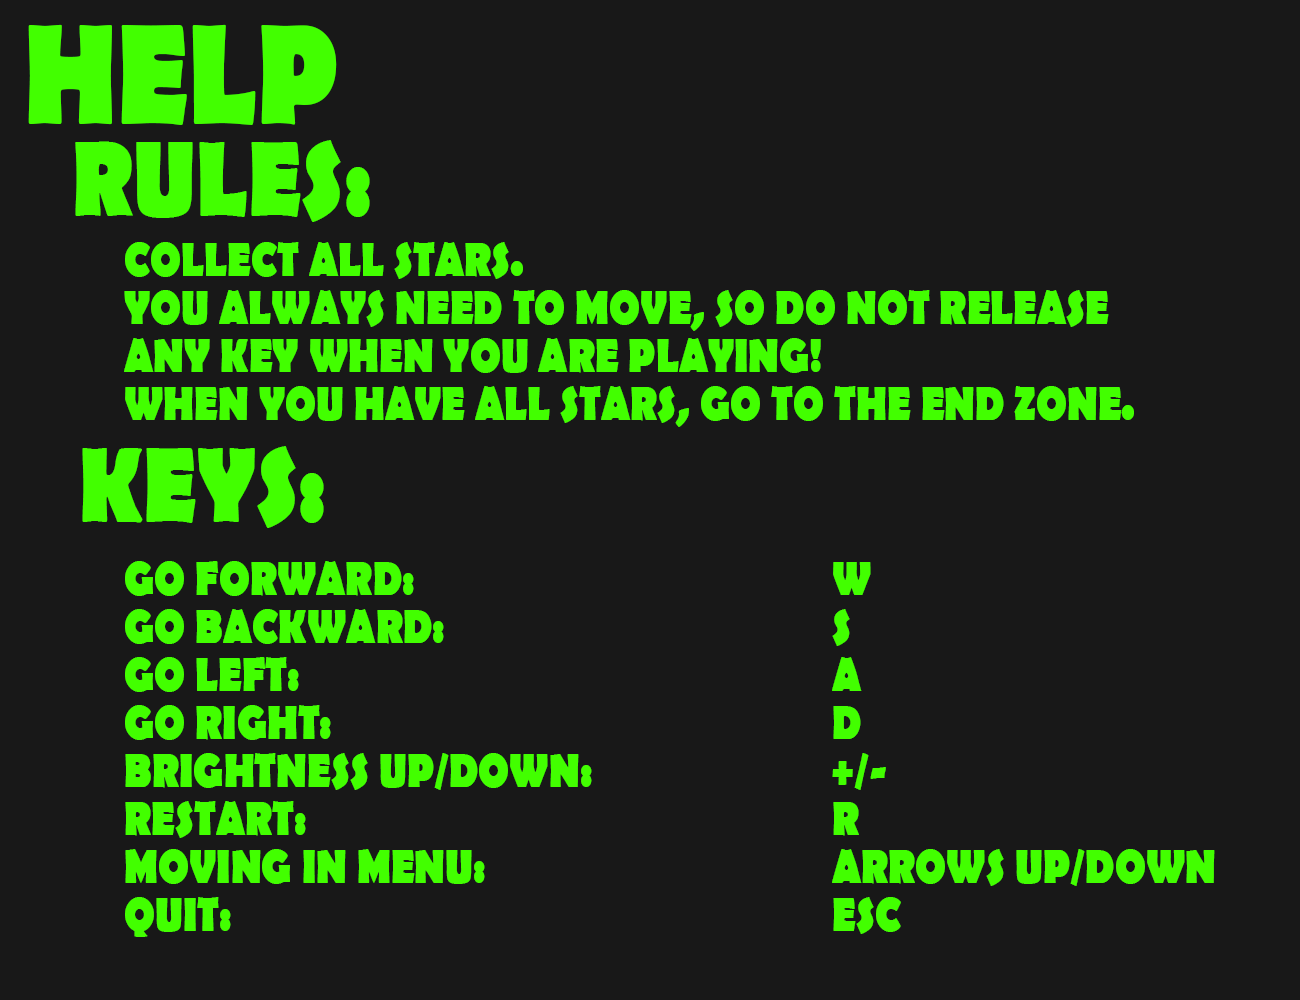 HELP
RULES:
COLLECT ALL STARS.
YOU ALWAYS NEED TO MOVE, SO DO NOT RELEASE
ANY KEY WHEN YOU ARE PLAYING!
WHEN YOU HAVE ALL STARS, GO TO THE END ZONE.
KEYS:
GO FORWARD: W
GO BACKWARD: S
GO LEFT: A
GO RIGHT: D
BRIGHTNESS UP/DOWN: +/-
RESTART: R
MOVING IN MENU: ARROWS UP/DOWN
QUIT: ESC